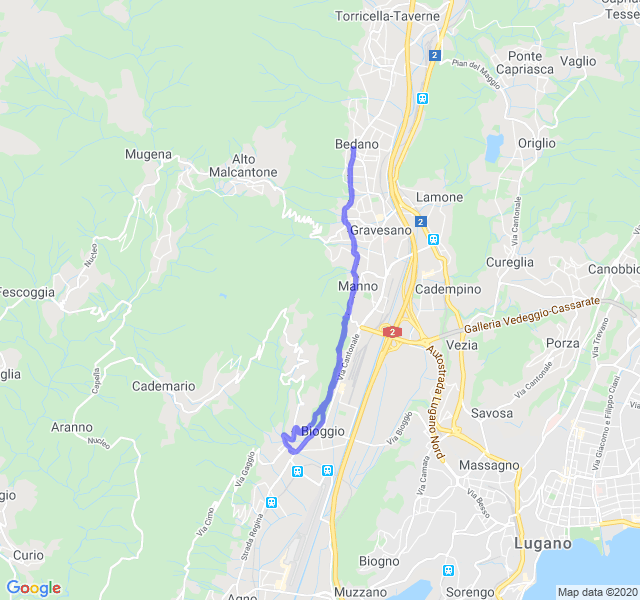 Torricella-Taverne
Capriasca
Tesse
2
Ponte
Capriasca
Vaglio
Pian del Maggio
Bedano
Origlio
Mugena
Alto
Malcantone
Lamone
Via Cantonale
2
Gravesano
Nucleo
Cureglia
Canobbio
Manno
Cadempino
Fescoggia
Galleria Vedeggio-Cassarate
2
Via Trevano
Vezia
Porza
Via Cantonale
Autostrada Lugano Nord
glia
Capella
Cademario
Via Cantonale
Savosa
Aranno
Nucleo
Bioggio
Via Bioggio
Via Giacomo e Filippo Ciani
Via Gaggio
Massagno
Via Camara
Via Besso
gio
Via Cimo
Strada Regina
Lugano
Curio
Biogno
Agno
Muzzano
Sorengo
Google
Map data ©2020